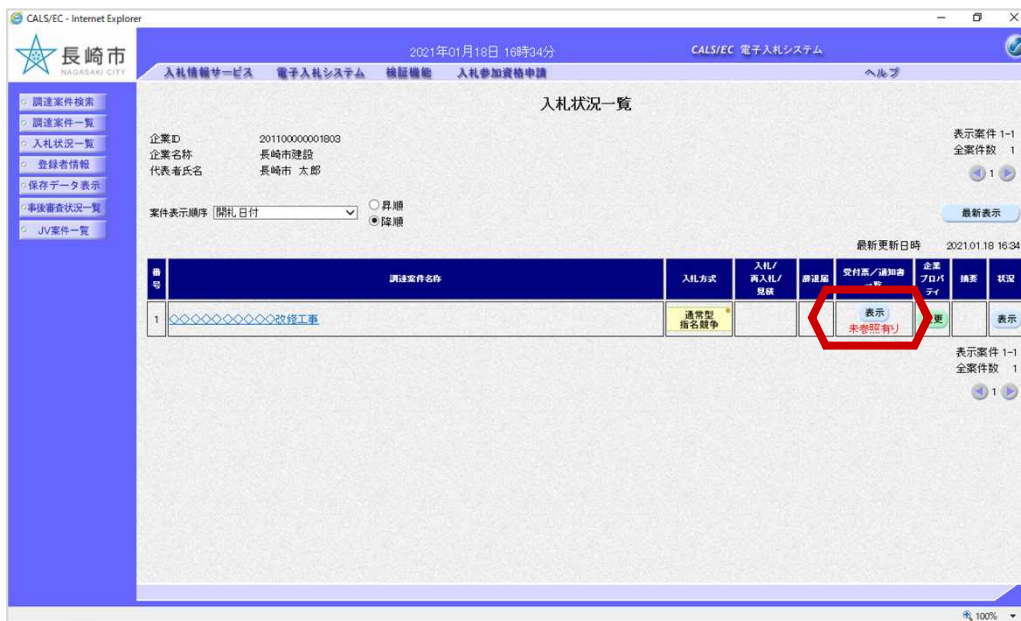 CALS/EC - Internet Explorer
長崎市
NAGASAKI CITY
2021年01月18日 16時34分
CALS/EC 電子入札システム
入札情報サービス 電子入札システム 検証機能 入札参加資格申請 ヘルプ
調達案件検索
調達案件一覧
入札状況一覧
登録者情報
保存データ表示
事後審査状況一覧
JV案件一覧
入札状況一覧
企業ID 201100000001803
企業名称 長崎市建設
代表者氏名 長崎市 太郎
表示案件 1-1
全案件数 1
1
案件表示順序 開札日付
昇順
降順
最新表示
最新更新日時 2021.01.18 16:34
番号 調達案件名称 入札方式 入札/再入札/見積 辞退届 受付票/通知書 企業プロパティ 摘要 状況
1 ◇◇◇◇◇◇◇◇◇◇改修工事 通常型指名競争 表示 未参照有り 更 表示
表示案件 1-1
全案件数 1
1
100%